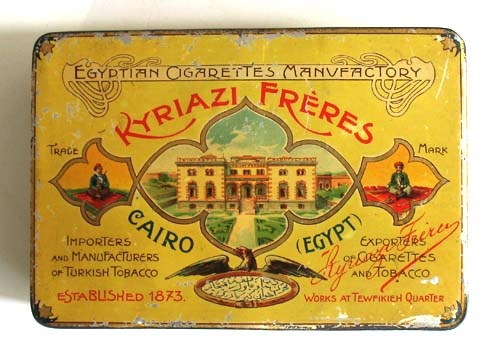 EGYPTIAN CIGARETTES MANUFACTORY
KYRIAZI FRÈRES
TRADE MARK
CAIRO (EGYPT)
IMPORTERS
AND MANUFACTURERS
OF TURKISH TOBACCO
ESTABLISHED 1873.
EXPORTERS
OF CIGARETTES
AND TOBACCO
Kyriazi Frères
WORKS AT TEWFIKIEH QUARTER